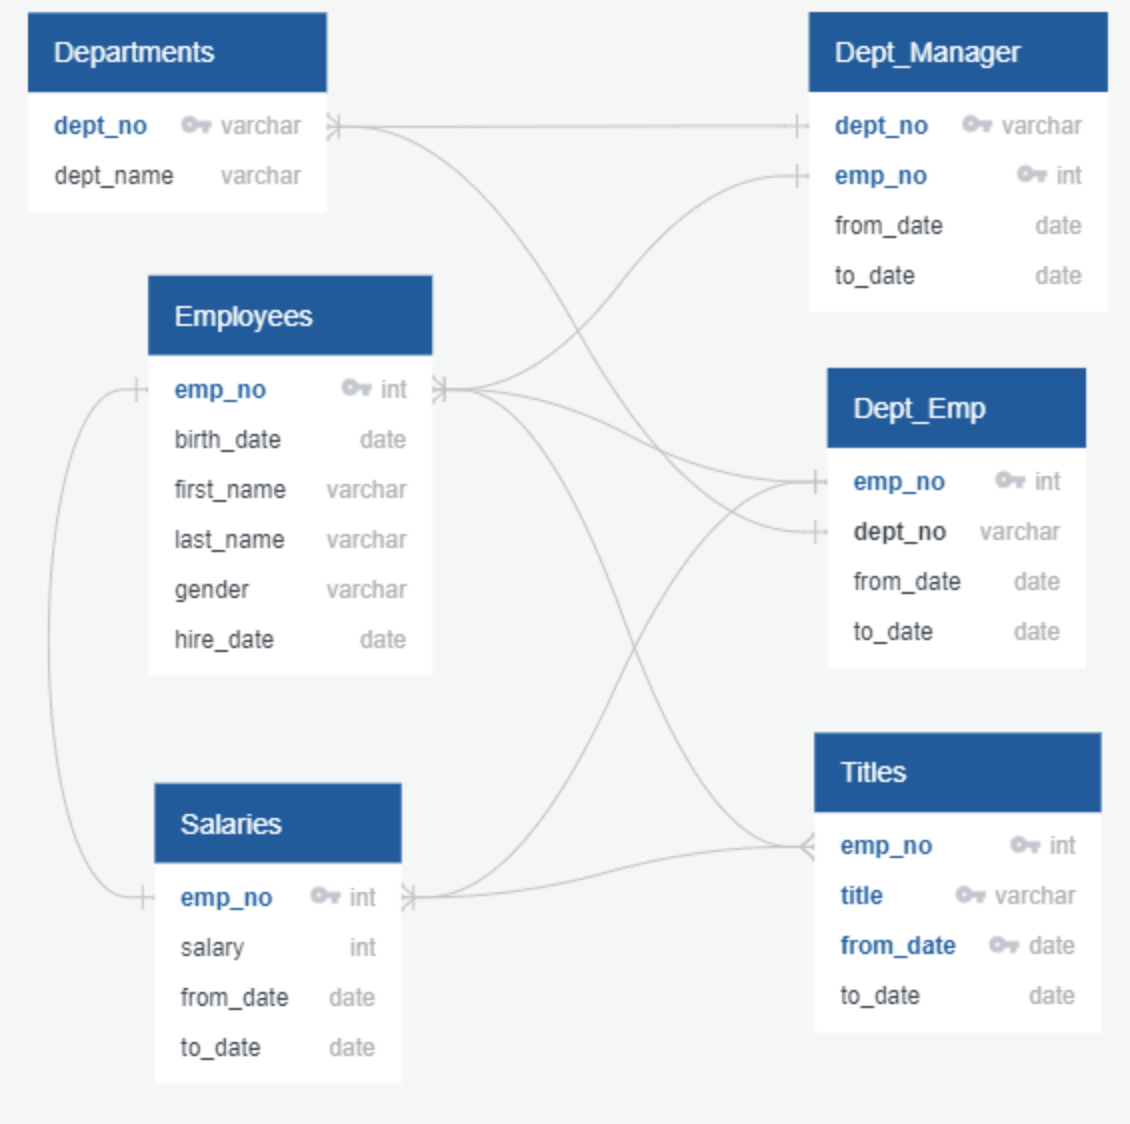 Departments
dept_no varchar
dept_name varchar
Dept_Manager
dept_no varchar
emp_no int
from_date date
to_date date
Employees
emp_no int
birth_date date
first_name varchar
last_name varchar
gender varchar
hire_date date
Dept_Emp
emp_no int
dept_no varchar
from_date date
to_date date
Salaries
emp_no int
salary int
from_date date
to_date date
Titles
emp_no int
title varchar
from_date date
to_date date